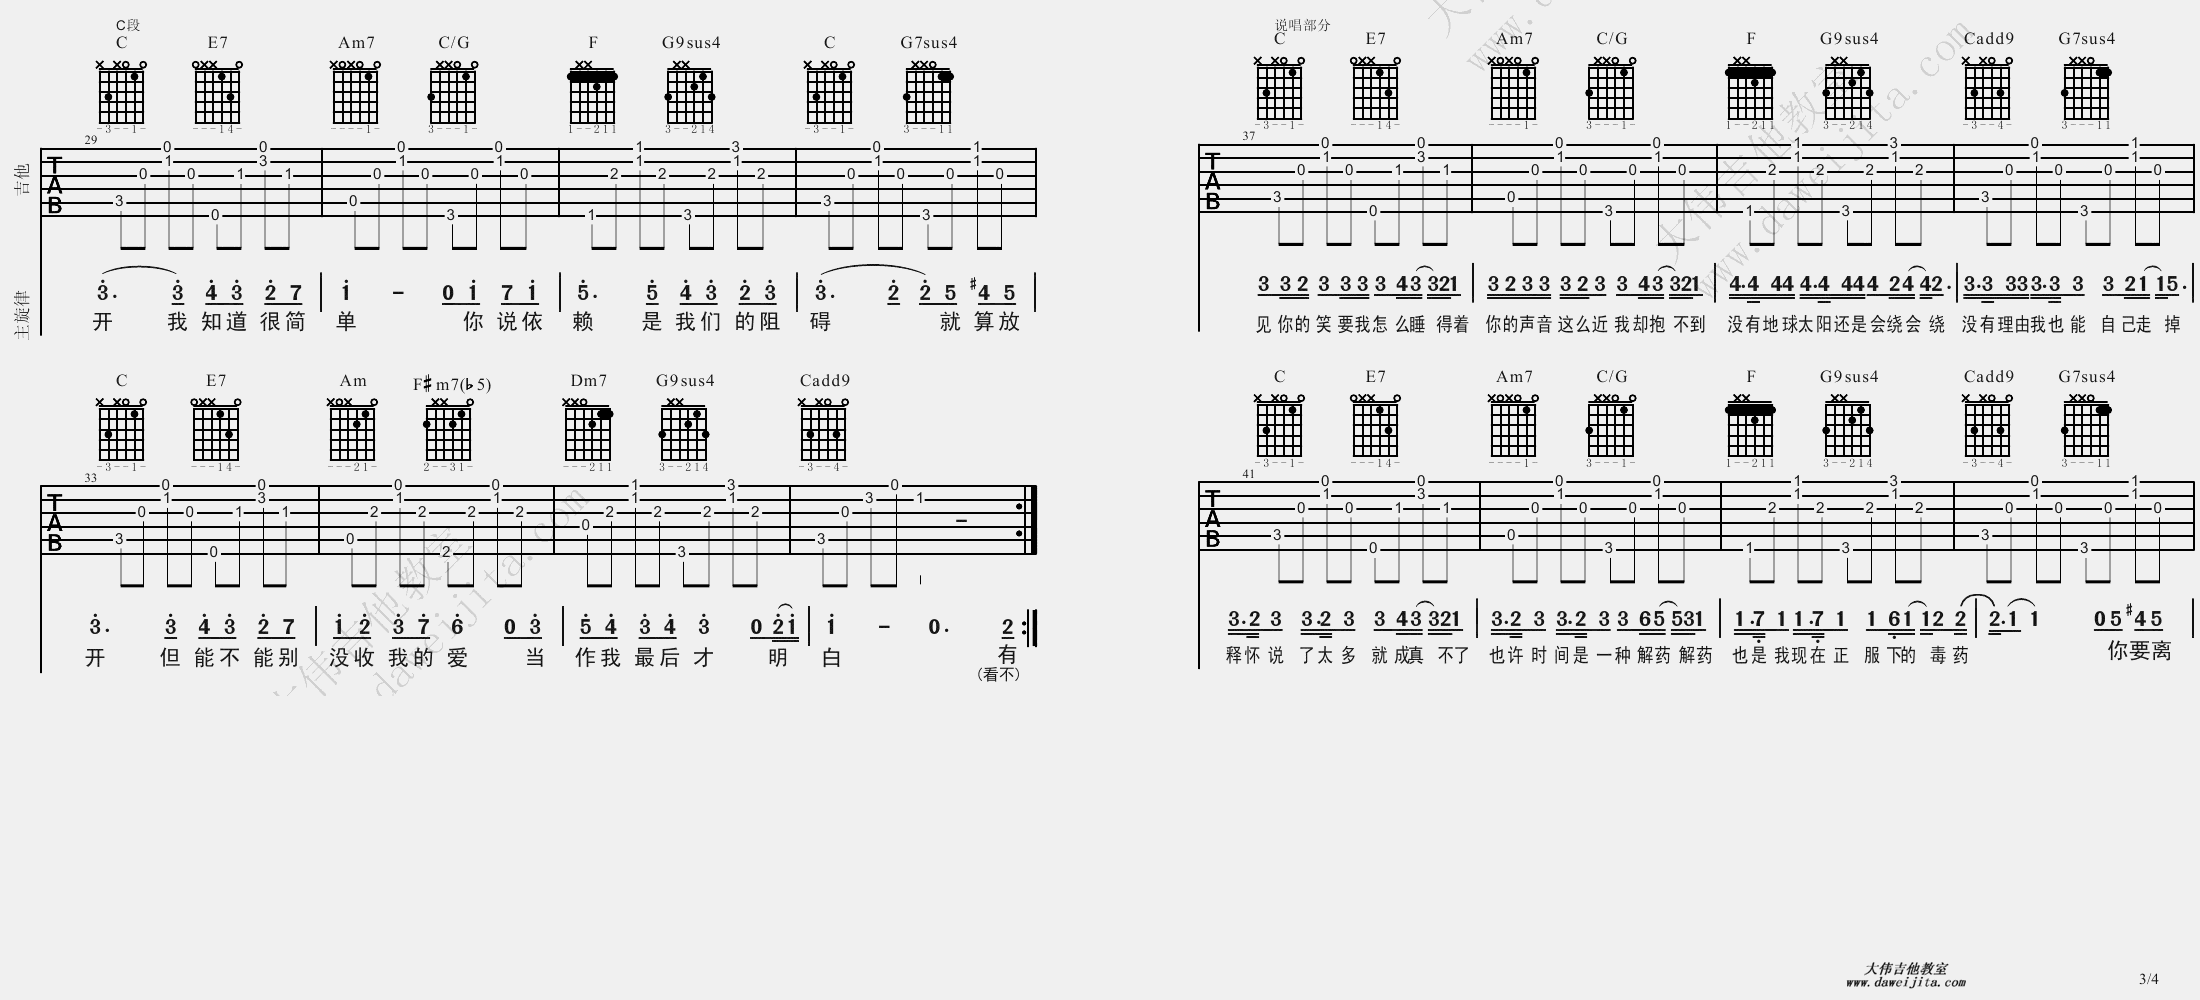 C段
C E7 Am7 C/G F G9sus4 C G7sus4
29
吉他
主旋律
开 我 知道 很简 单 你 说依 赖 是 我们 的阻 碍 就 算放
C E7 Am F♯m7(♭5) Dm7 G9sus4 Cadd9
33
开 但 能不 能别 没收 我的 爱 当 作我 最后 才 明 白 有
(看不)
说唱部分
C E7 Am7 C/G F G9sus4 Cadd9 G7sus4
37
见 你的 笑 要我怎 么睡 得着 你的声音 这么近 我却抱 不到 没有地球太阳还是 会绕会 绕 没有理由我也能 自己走 掉
C E7 Am7 C/G F G9sus4 Cadd9 G7sus4
41
释怀 说 了太 多 就 成真 不了 也许 时 间是 一种 解药 解药 也是 我现在 正 服 下的 毒 药 你要离
大伟吉他教室
www.daweijita.com
3/4